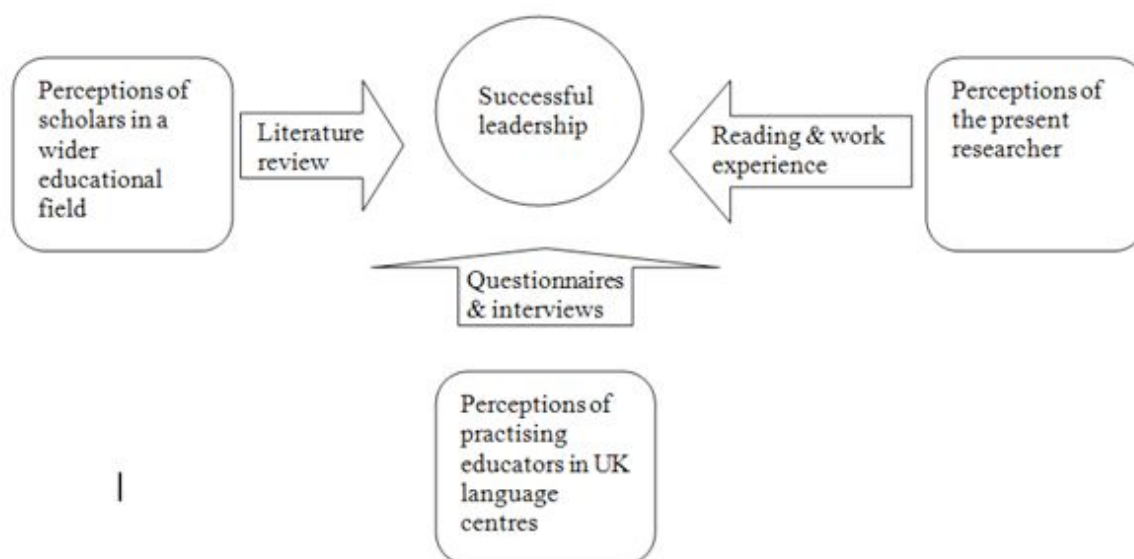 Perceptions of
scholars in a
wider
educational
field
Literature
review
Successful
leadership
Reading & work
experience
Perceptions of
the present
researcher
Questionnaires
& interviews
Perceptions of
practising
educators in UK
language
centres